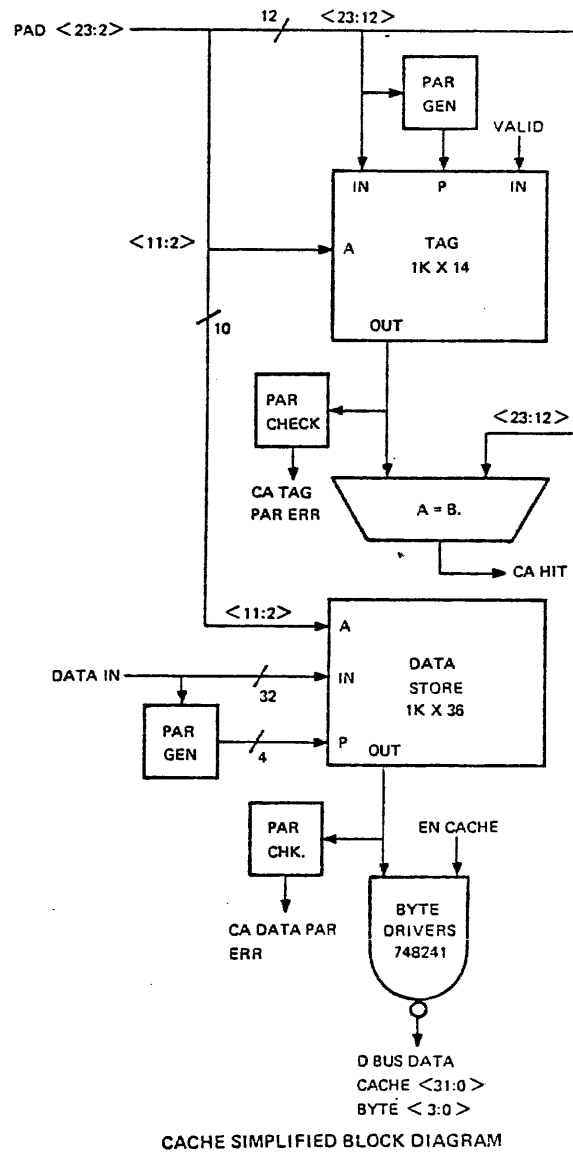 12 <23:12>
PAD <23:2>
PAR
GEN
VALID
IN P IN
<11:2>
A
TAG
1K X 14
10
OUT
PAR
CHECK
<23:12>
CA TAG
PAR ERR
A = B.
CA HIT
<11:2>
A
DATA IN
32
IN
DATA
STORE
1K X 36
PAR
GEN
4
P
OUT
PAR
CHK.
EN CACHE
CA DATA PAR
ERR
BYTE
DRIVERS
748241
D BUS DATA
CACHE <31:0>
BYTE <3:0>
CACHE SIMPLIFIED BLOCK DIAGRAM